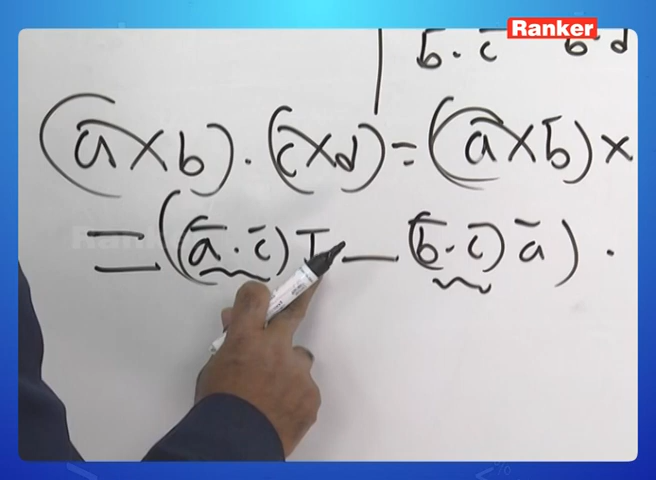 Ranker
b̄ · c̄ b̄ · d
(ā × b) · (c̄ × d) = ((ā × b̄) ×
= ((ā · c̄) b̄ — (b̄ · c̄) ā) ·